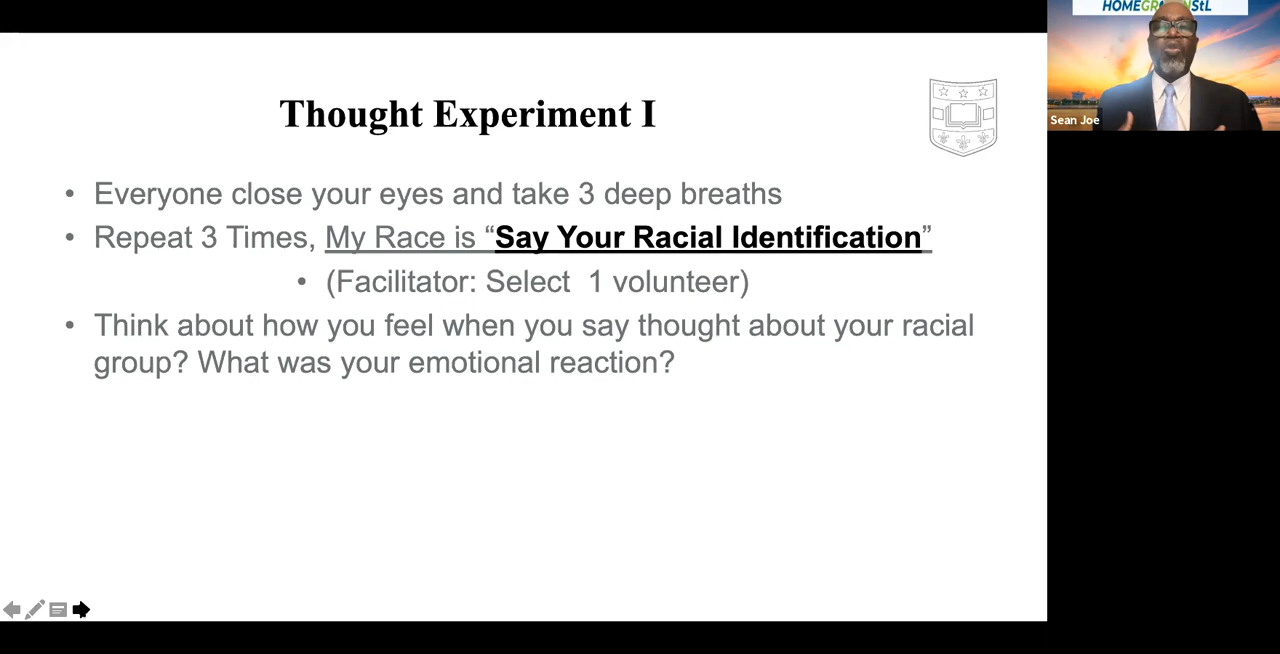 HOMEGR   NStL
Sean Joe
Thought Experiment I
• Everyone close your eyes and take 3 deep breaths
• Repeat 3 Times, My Race is “Say Your Racial Identification”
• (Facilitator: Select  1 volunteer)
• Think about how you feel when you say thought about your racial
group? What was your emotional reaction?